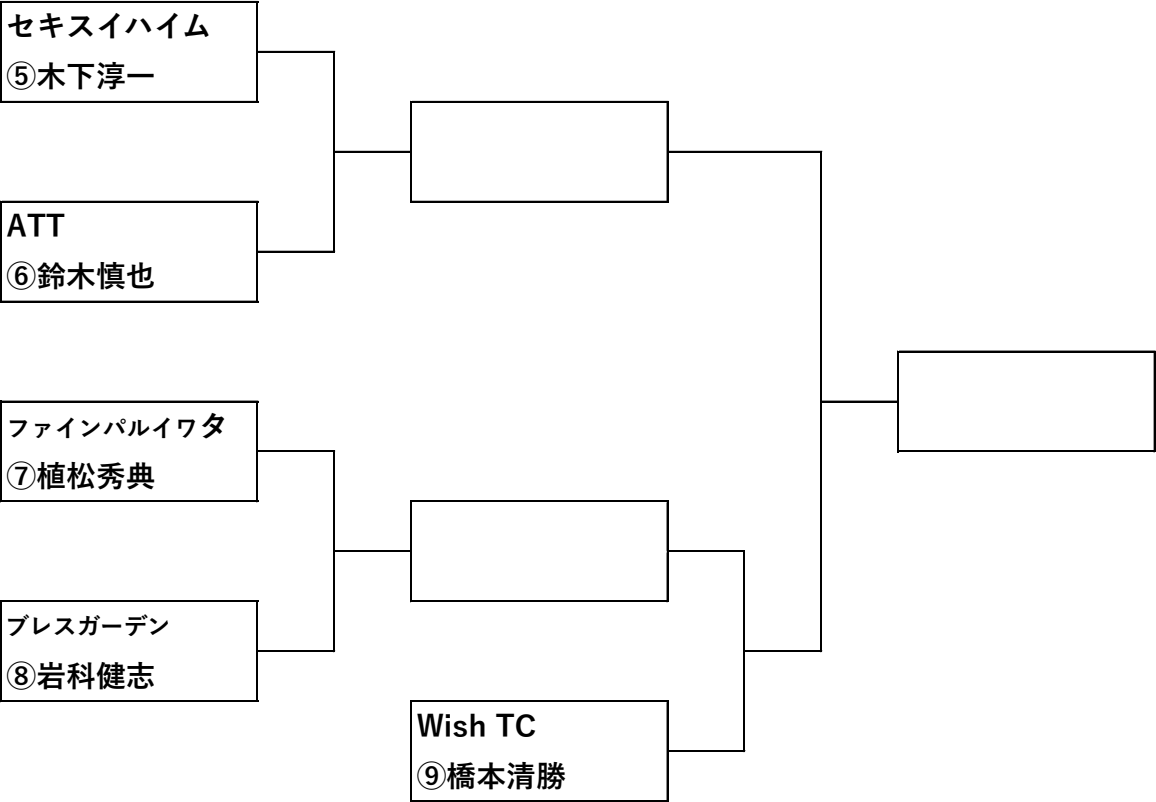 セキスイハイム
⑤木下淳一
ATT
⑥鈴木慎也
ファインパルイワタ
⑦植松秀典
ブレスガーデン
⑧岩科健志
Wish TC
⑨橋本清勝